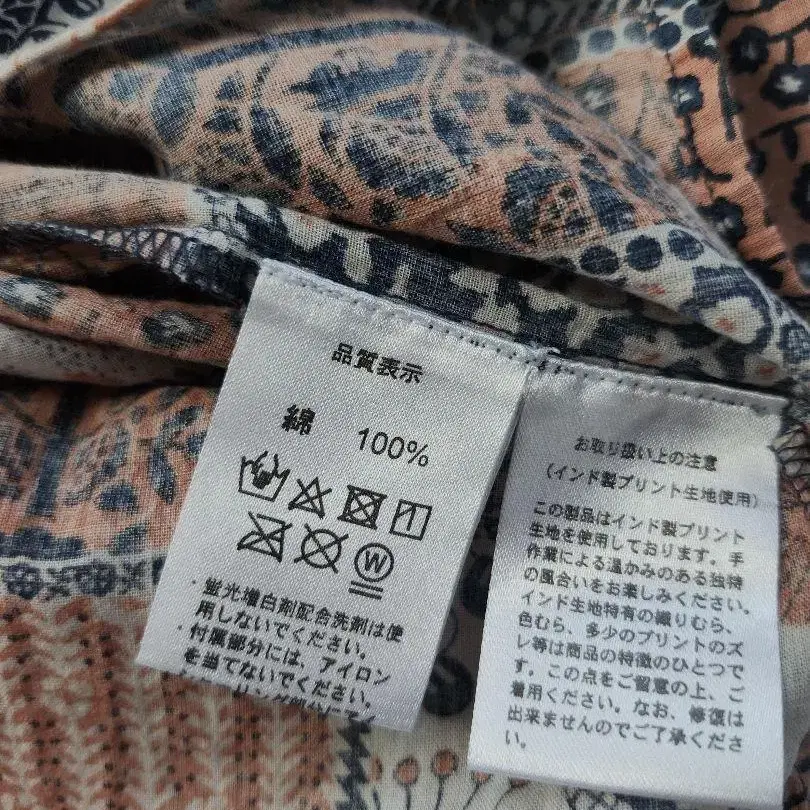 品質表示
綿 100%
W
・蛍光増白剤配合洗剤は使
用しないでください。
・付属部分には、アイロン
を当てないでください。
お取り扱い上の注意
(インド製プリント生地使用)
この製品はインド製プリント
生地を使用しております。手
作業による温かみのある独特
の風合いをお楽しみください。
インド生地特有の織りむら、
色むら、多少のプリントのズ
レ等は商品の特徴のひとつで
す。この点をご留意の上、ご
着用ください。なお、修復は
出来ませんのでご了承くださ
い。